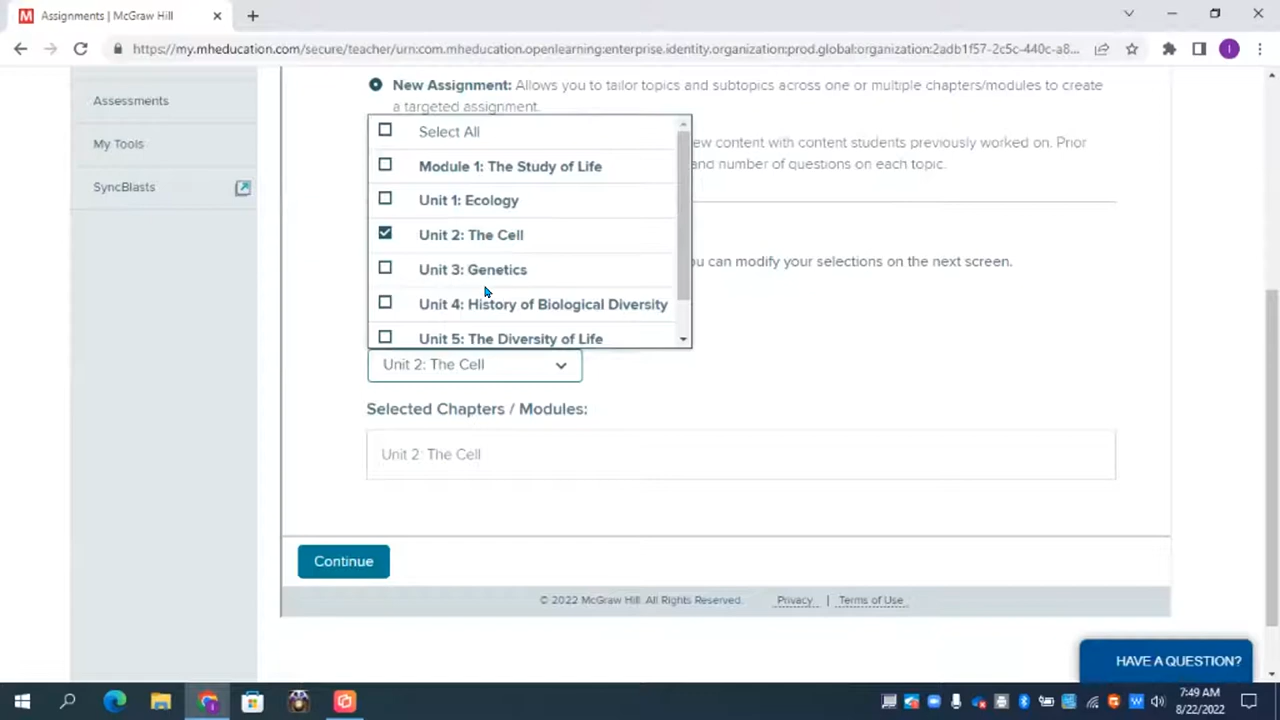 Assignments | McGraw Hill
https://my.mheducation.com/secure/teacher/urn:com.mheducation.openlearning:enterprise.identity.organization:prod.global:organization:2adb1f57-2c5c-440c-a8...
Assessments
My Tools
SyncBlasts
New Assignment: Allows you to tailor topics and subtopics across one or multiple chapters/modules to create
a targeted assignment.
ew content with content students previously worked on. Prior
and number of questions on each topic.
Select All
Module 1: The Study of Life
Unit 1: Ecology
Unit 2: The Cell
ou can modify your selections on the next screen.
Unit 3: Genetics
Unit 4: History of Biological Diversity
Unit 5: The Diversity of Life
Unit 2: The Cell
Selected Chapters / Modules:
Unit 2: The Cell
Continue
© 2022 McGraw Hill. All Rights Reserved. Privacy | Terms of Use
HAVE A QUESTION?
7:49 AM
8/22/2022